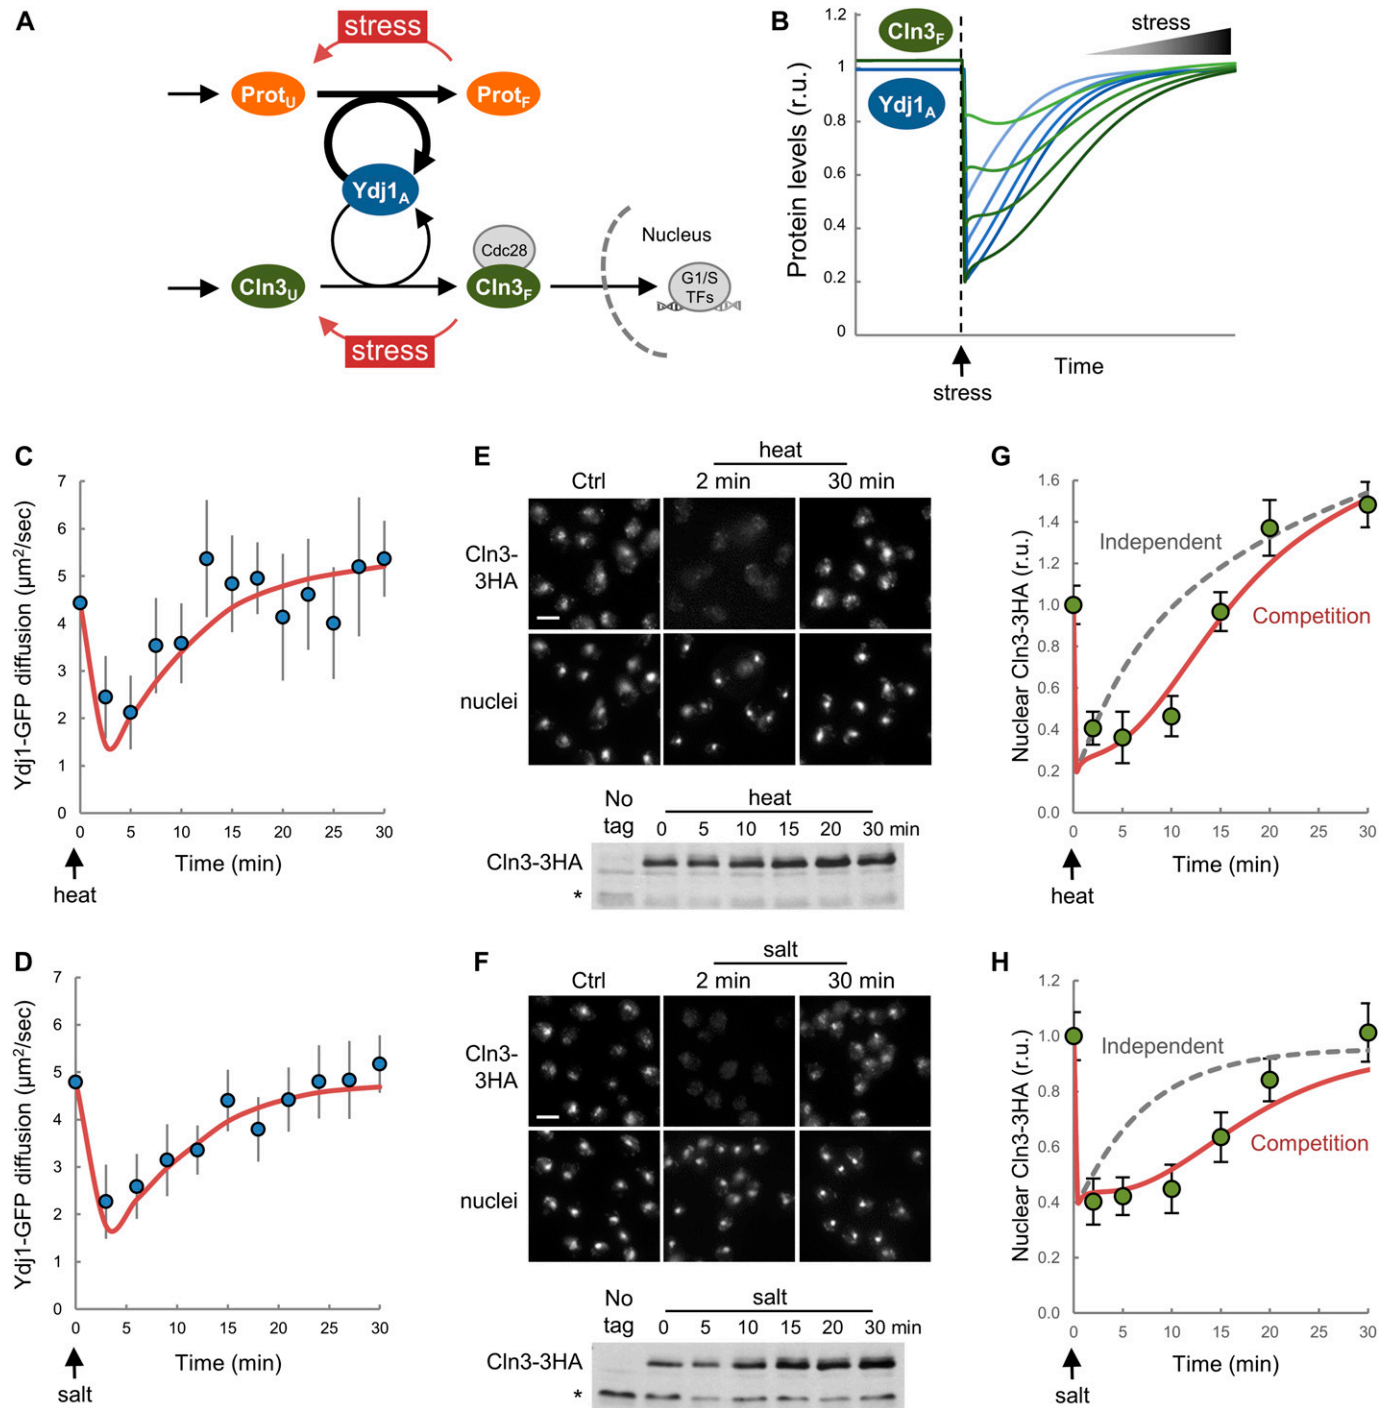 A
stress
Prot_U
Prot_F
Ydj1_A
Cdc28
Cln3_U
Cln3_F
Nucleus
G1/S
TFs
stress
B
Protein levels (r.u.)
1.2
1
0.8
0.6
0.4
0.2
0
Cln3_F
Ydj1_A
stress
Time
stress
C
Ydj1-GFP diffusion (µm²/sec)
7
6
5
4
3
2
1
0
0 5 10 15 20 25 30
Time (min)
heat
D
Ydj1-GFP diffusion (µm²/sec)
7
6
5
4
3
2
1
0
0 5 10 15 20 25 30
Time (min)
salt
E
heat
Ctrl 2 min 30 min
Cln3-
3HA
nuclei
No
tag
heat
0 5 10 15 20 30 min
Cln3-3HA
*
F
salt
Ctrl 2 min 30 min
Cln3-
3HA
nuclei
No
tag
salt
0 5 10 15 20 30 min
Cln3-3HA
*
G
Nuclear Cln3-3HA (r.u.)
1.6
1.4
1.2
1.0
0.8
0.6
0.4
0.2
0.0
Independent
Competition
0 5 10 15 20 25 30
Time (min)
heat
H
Nuclear Cln3-3HA (r.u.)
1.2
1.0
0.8
0.6
0.4
0.2
0.0
Independent
Competition
0 5 10 15 20 25 30
Time (min)
salt